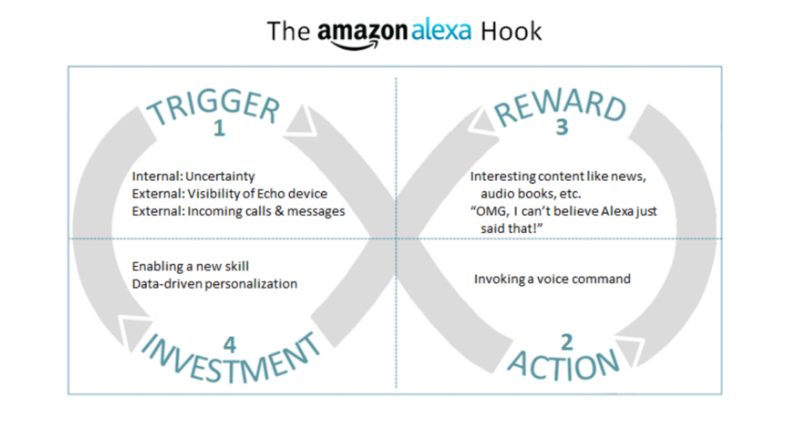 The amazon alexa Hook
TRIGGER
1
Internal: Uncertainty
External: Visibility of Echo device
External: Incoming calls & messages
REWARD
3
Interesting content like news,
audio books, etc.
“OMG, I can’t believe Alexa just
said that!”
Enabling a new skill
Data-driven personalization
4
INVESTMENT
Invoking a voice command
2
ACTION